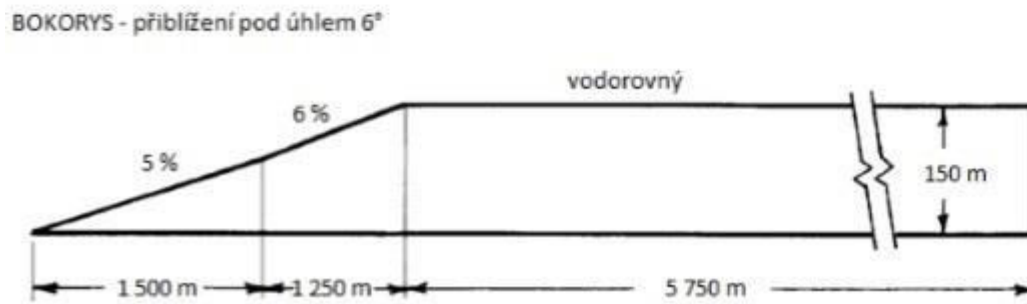 BOKORYS - přiblížení pod úhlem 6°
vodorovný
6 %
5 %
150 m
1 500 m
1 250 m
5 750 m